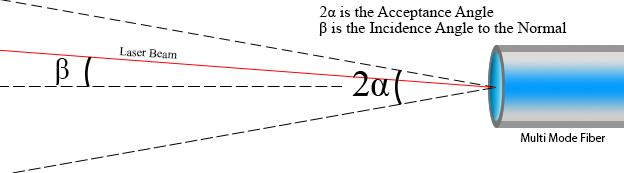 2α is the Acceptance Angle
β is the Incidence Angle to the Normal
Laser Beam
β
2α
Multi Mode Fiber